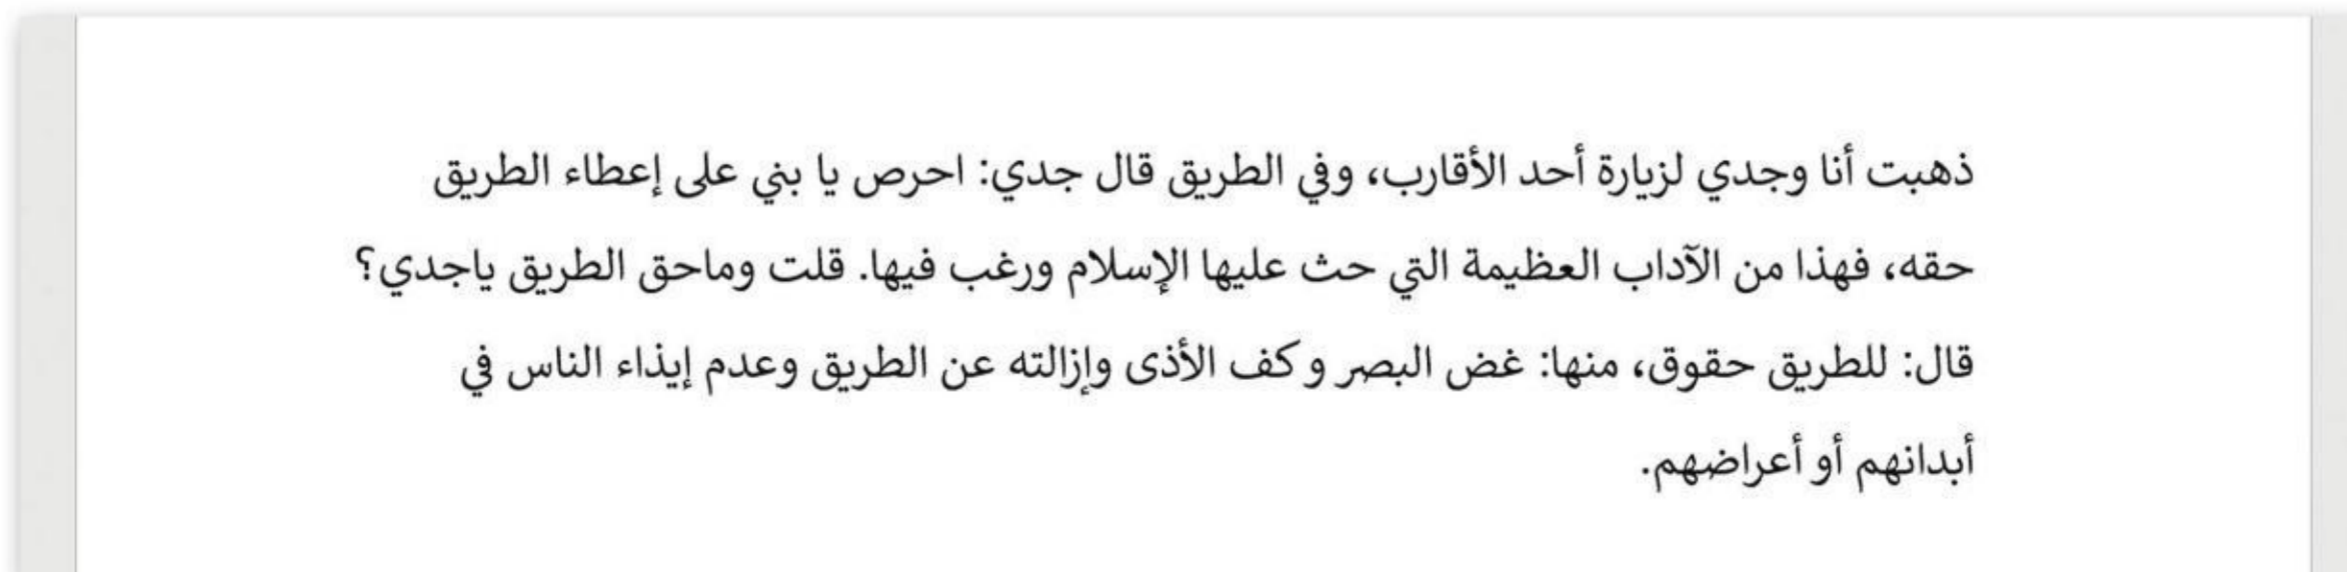 ذهبت أنا وجدي لزيارة أحد الأقارب، وفي الطريق قال جدي: احرص يا بني على إعطاء الطريق
حقه، فهذا من الآداب العظيمة التي حث عليها الإسلام ورغب فيها. قلت وماحق الطريق ياجدي؟
قال: للطريق حقوق، منها: غض البصر و كف الأذى وإزالته عن الطريق وعدم إيذاء الناس في
أبدانهم أو أعراضهم.